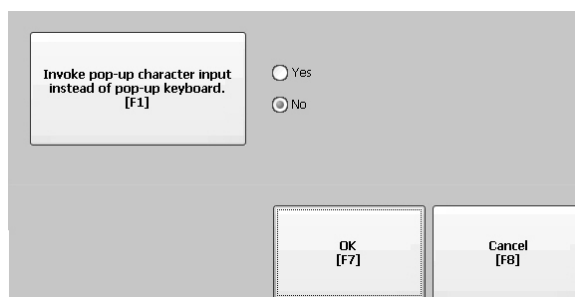 Invoke pop-up character input
instead of pop-up keyboard.
[F1]
Yes
No
OK
[F7]
Cancel
[F8]